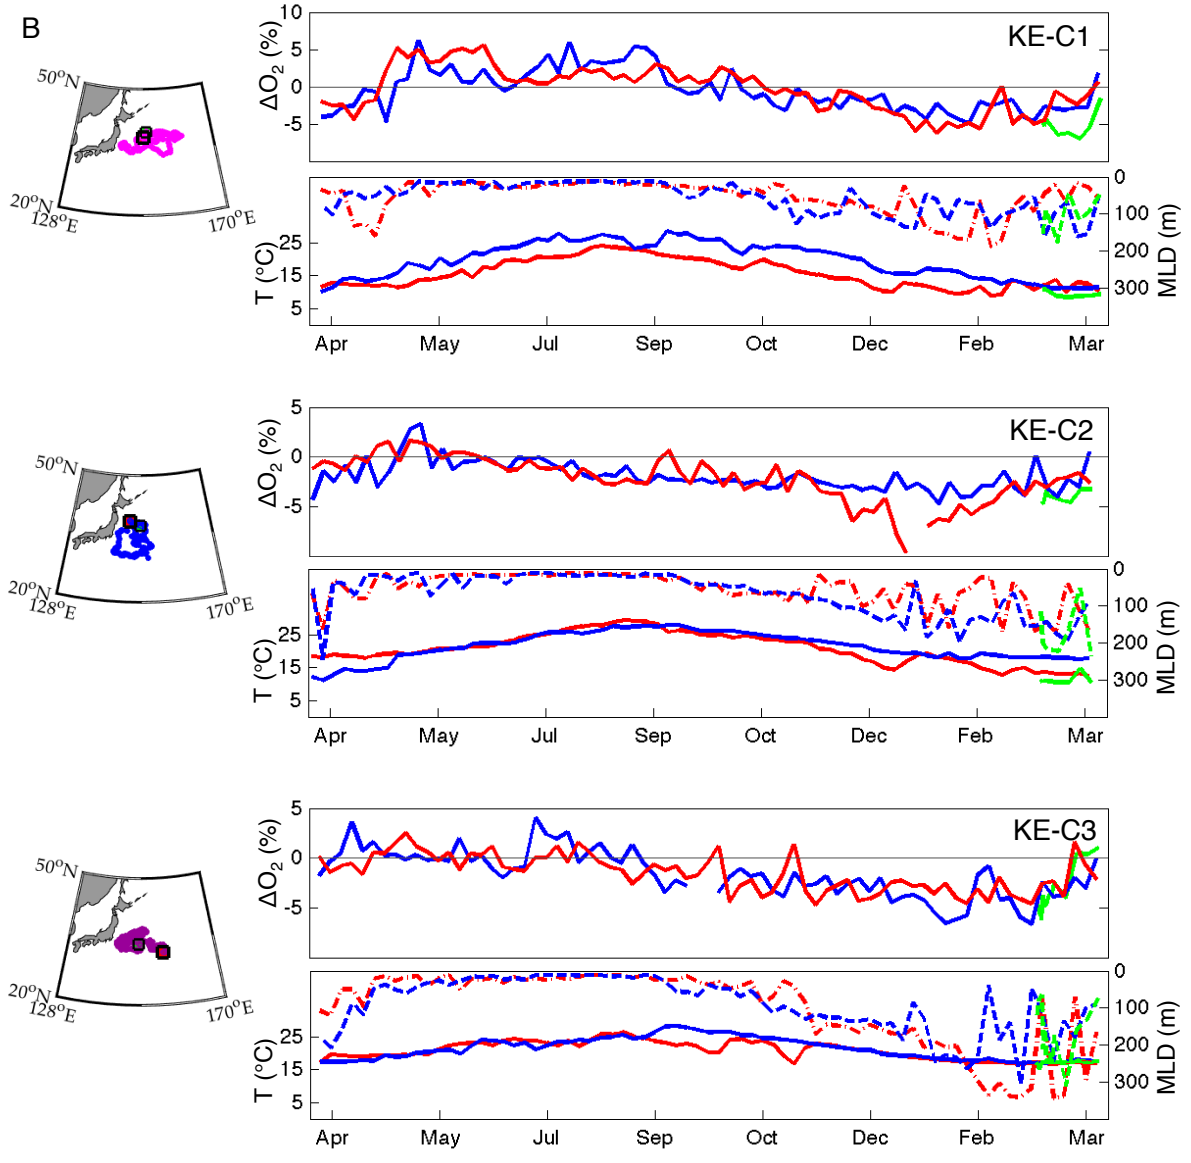 B
KE-C1
ΔO₂ (%)
10
5
0
-5
50°N
20°N
128°E
170°E
T (°C)
25
15
5
0
100
200
300
MLD (m)
Apr May Jul Sep Oct Dec Feb Mar
KE-C2
ΔO₂ (%)
5
0
-5
50°N
20°N
128°E
170°E
T (°C)
25
15
5
0
100
200
300
MLD (m)
Apr May Jul Sep Oct Dec Feb Mar
KE-C3
ΔO₂ (%)
5
0
-5
50°N
20°N
128°E
170°E
T (°C)
25
15
5
0
100
200
300
MLD (m)
Apr May Jul Sep Oct Dec Feb Mar